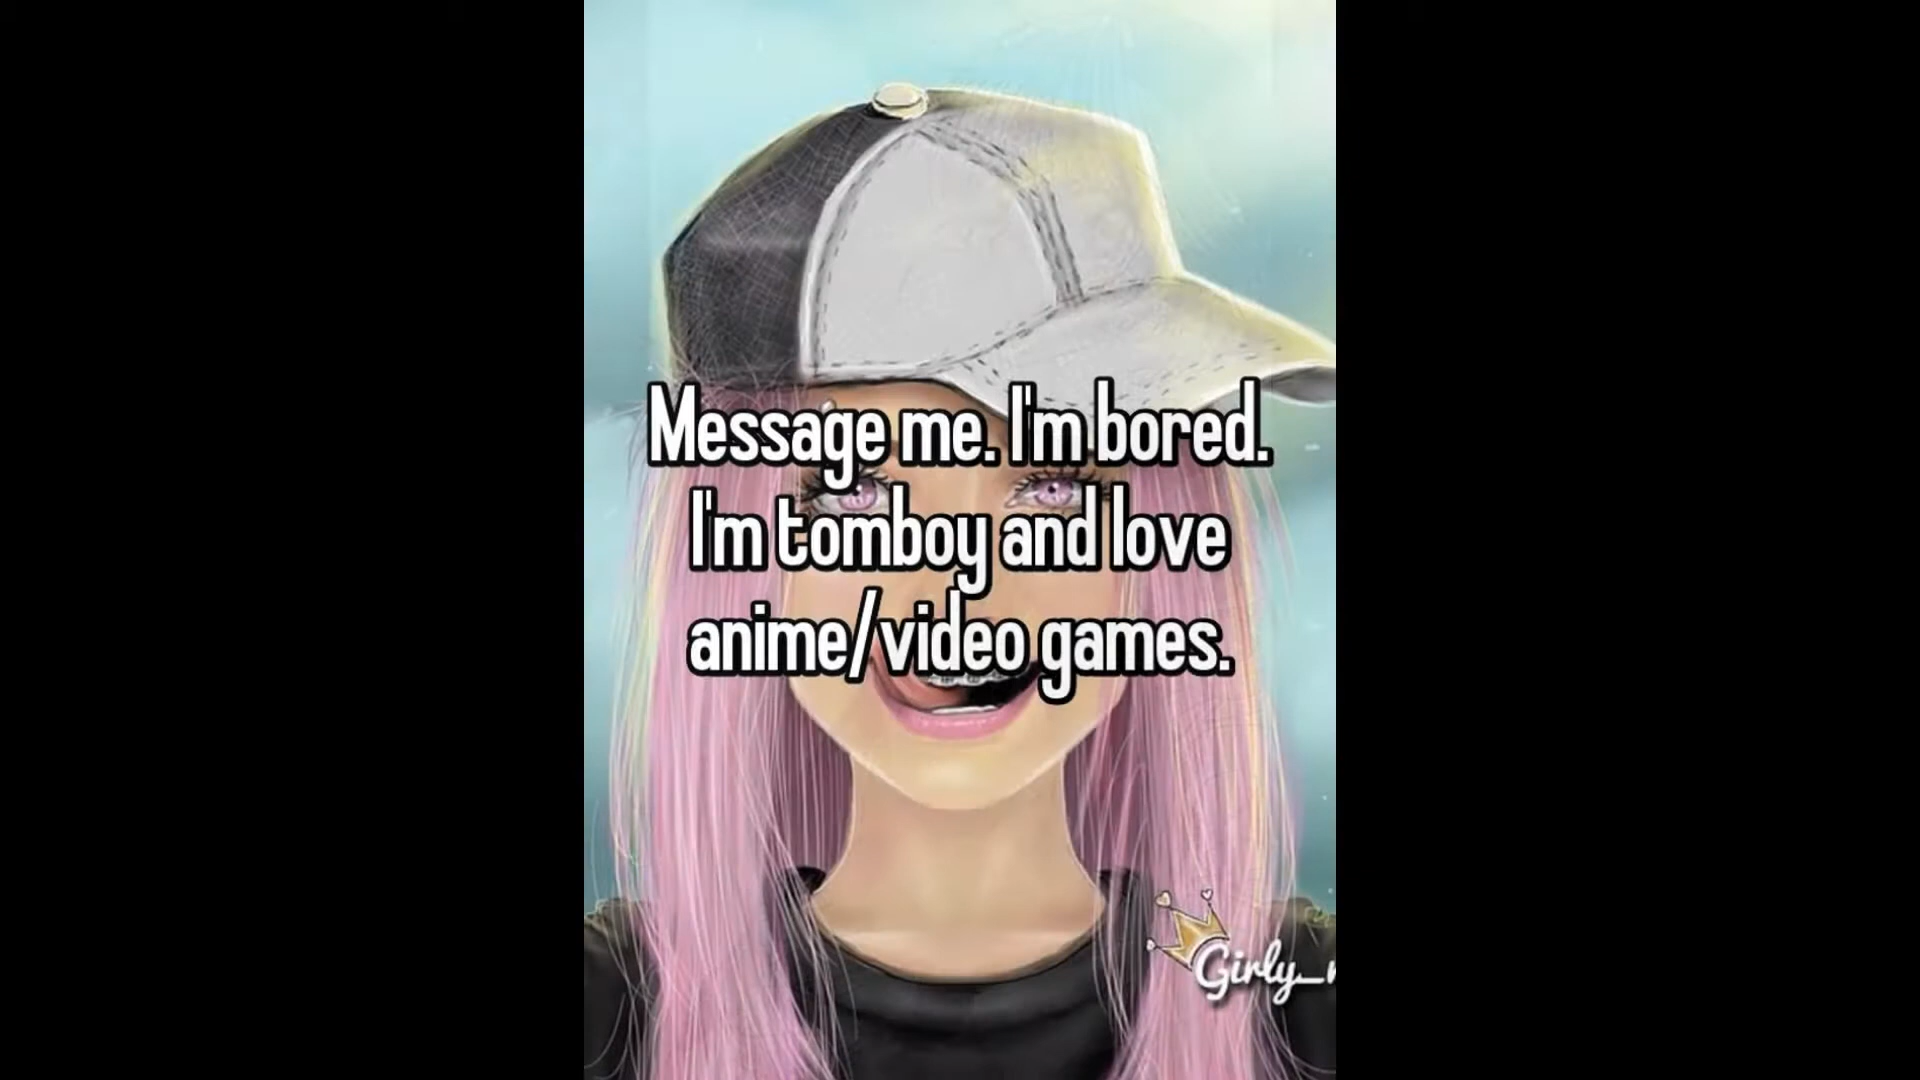 Message me. I'm bored.
I'm tomboy and love
anime/video games.
Girly_